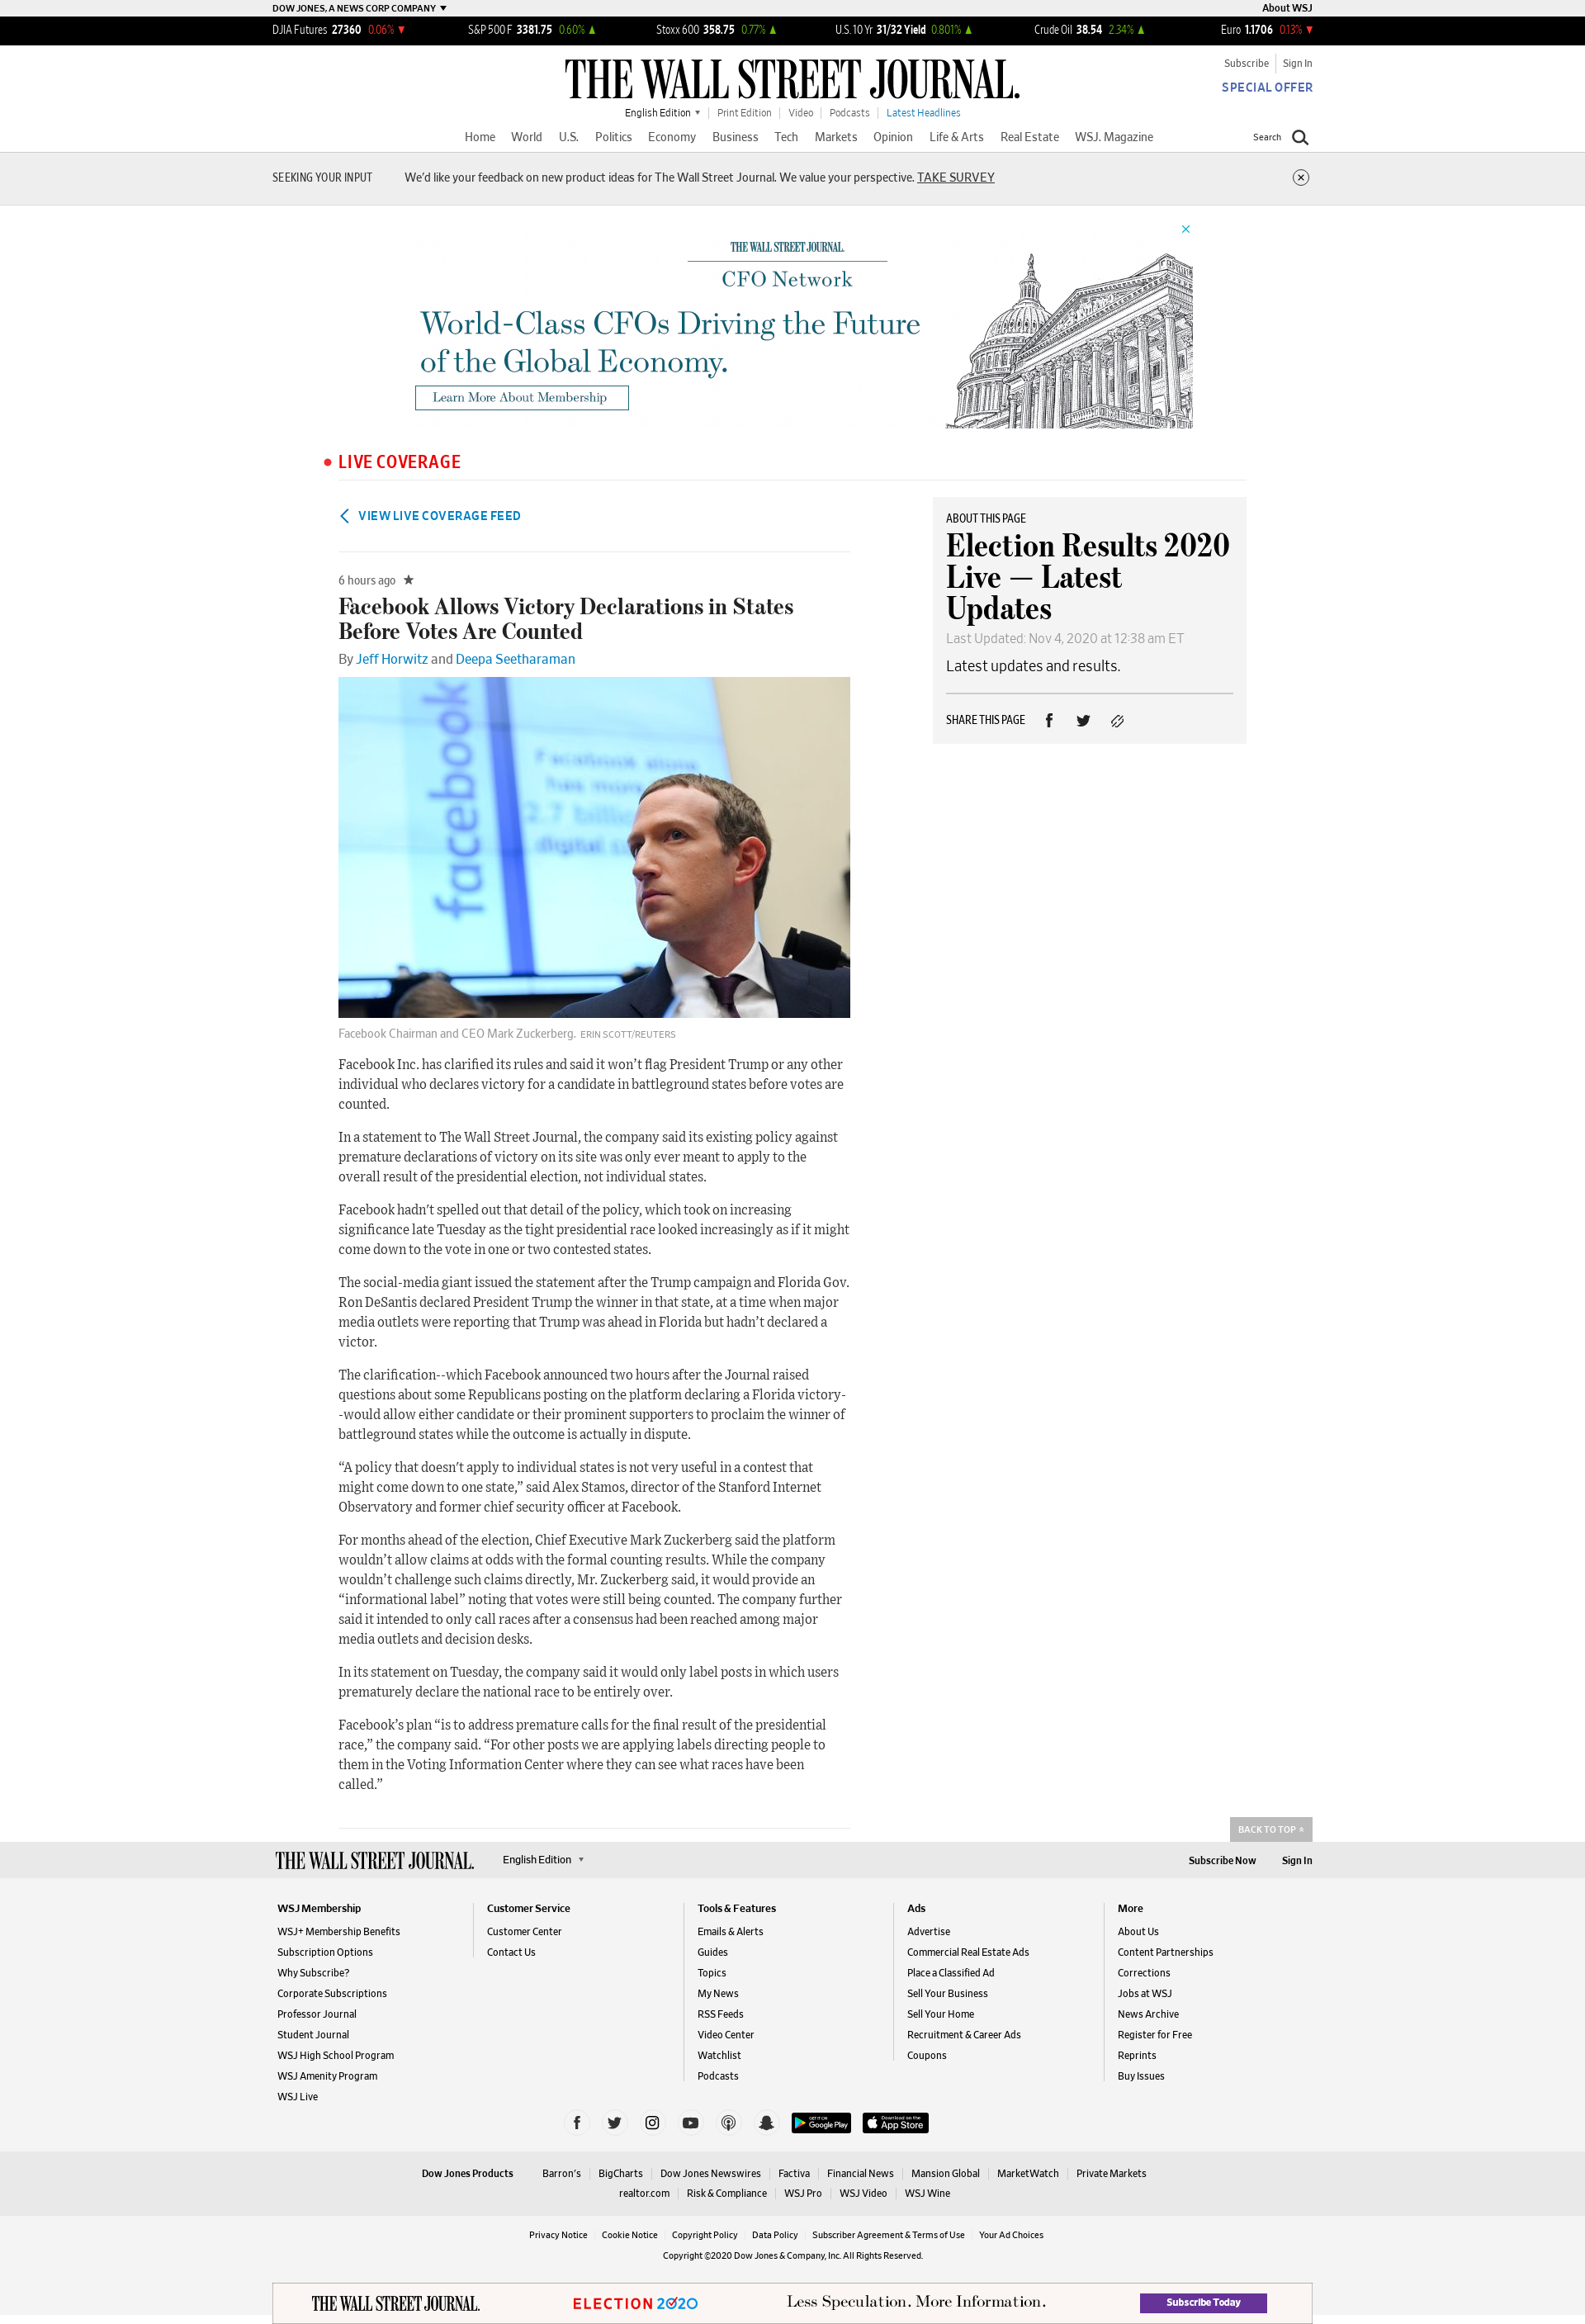 DOW JONES, A NEWS CORP COMPANY
About WSJ
DJIA Futures 27360 0.06%
S&P 500 F 3381.75 0.60%
Stoxx 600 358.75 0.77%
U.S. 10 Yr 31/32 Yield 0.801%
Crude Oil 38.54 2.34%
Euro 1.1706 0.13%
THE WALL STREET JOURNAL.
Subscribe
Sign In
SPECIAL OFFER
English Edition
Print Edition
Video
Podcasts
Latest Headlines
Home
World
U.S.
Politics
Economy
Business
Tech
Markets
Opinion
Life & Arts
Real Estate
WSJ. Magazine
Search
SEEKING YOUR INPUT
We’d like your feedback on new product ideas for The Wall Street Journal. We value your perspective. TAKE SURVEY
THE WALL STREET JOURNAL.
CFO Network
World-Class CFOs Driving the Future
of the Global Economy.
Learn More About Membership
LIVE COVERAGE
VIEW LIVE COVERAGE FEED
6 hours ago
Facebook Allows Victory Declarations in States
Before Votes Are Counted
By Jeff Horwitz and Deepa Seetharaman
facebook
2.7 million
digital
Facebook Chairman and CEO Mark Zuckerberg. ERIN SCOTT/REUTERS
Facebook Inc. has clarified its rules and said it won’t flag President Trump or any other
individual who declares victory for a candidate in battleground states before votes are
counted.
In a statement to The Wall Street Journal, the company said its existing policy against
premature declarations of victory on its site was only ever meant to apply to the
overall result of the presidential election, not individual states.
Facebook hadn't spelled out that detail of the policy, which took on increasing
significance late Tuesday as the tight presidential race looked increasingly as if it might
come down to the vote in one or two contested states.
The social-media giant issued the statement after the Trump campaign and Florida Gov.
Ron DeSantis declared President Trump the winner in that state, at a time when major
media outlets were reporting that Trump was ahead in Florida but hadn’t declared a
victor.
The clarification--which Facebook announced two hours after the Journal raised
questions about some Republicans posting on the platform declaring a Florida victory-
-would allow either candidate or their prominent supporters to proclaim the winner of
battleground states while the outcome is actually in dispute.
“A policy that doesn't apply to individual states is not very useful in a contest that
might come down to one state,” said Alex Stamos, director of the Stanford Internet
Observatory and former chief security officer at Facebook.
For months ahead of the election, Chief Executive Mark Zuckerberg said the platform
wouldn’t allow claims at odds with the formal counting results. While the company
wouldn’t challenge such claims directly, Mr. Zuckerberg said, it would provide an
“informational label” noting that votes were still being counted. The company further
said it intended to only call races after a consensus had been reached among major
media outlets and decision desks.
In its statement on Tuesday, the company said it would only label posts in which users
prematurely declare the national race to be entirely over.
Facebook’s plan “is to address premature calls for the final result of the presidential
race,” the company said. “For other posts we are applying labels directing people to
them in the Voting Information Center where they can see what races have been
called.”
ABOUT THIS PAGE
Election Results 2020
Live — Latest
Updates
Last Updated: Nov 4, 2020 at 12:38 am ET
Latest updates and results.
SHARE THIS PAGE
BACK TO TOP
THE WALL STREET JOURNAL.
English Edition
Subscribe Now
Sign In
WSJ Membership
WSJ+ Membership Benefits
Subscription Options
Why Subscribe?
Corporate Subscriptions
Professor Journal
Student Journal
WSJ High School Program
WSJ Amenity Program
WSJ Live
Customer Service
Customer Center
Contact Us
Tools & Features
Emails & Alerts
Guides
Topics
My News
RSS Feeds
Video Center
Watchlist
Podcasts
Ads
Advertise
Commercial Real Estate Ads
Place a Classified Ad
Sell Your Business
Sell Your Home
Recruitment & Career Ads
Coupons
More
About Us
Content Partnerships
Corrections
Jobs at WSJ
News Archive
Register for Free
Reprints
Buy Issues
GET IT ON
Google Play
Download on the
App Store
Dow Jones Products
Barron's
BigCharts
Dow Jones Newswires
Factiva
Financial News
Mansion Global
MarketWatch
Private Markets
realtor.com
Risk & Compliance
WSJ Pro
WSJ Video
WSJ Wine
Privacy Notice
Cookie Notice
Copyright Policy
Data Policy
Subscriber Agreement & Terms of Use
Your Ad Choices
Copyright ©2020 Dow Jones & Company, Inc. All Rights Reserved.
THE WALL STREET JOURNAL.
ELECTION 2020
Less Speculation. More Information.
Subscribe Today